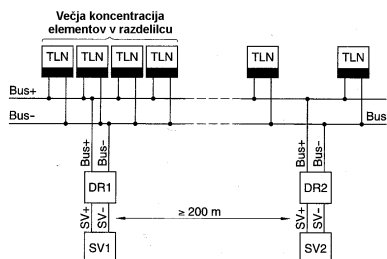 Večja koncentracija
elementov v razdelilcu
TLN TLN TLN TLN TLN TLN
Bus+
Bus–
Bus
Bus+ Bus– Bus+ Bus–
DR1 DR2
SV+ SV– SV+ SV–
≥ 200 m
SV1 SV2